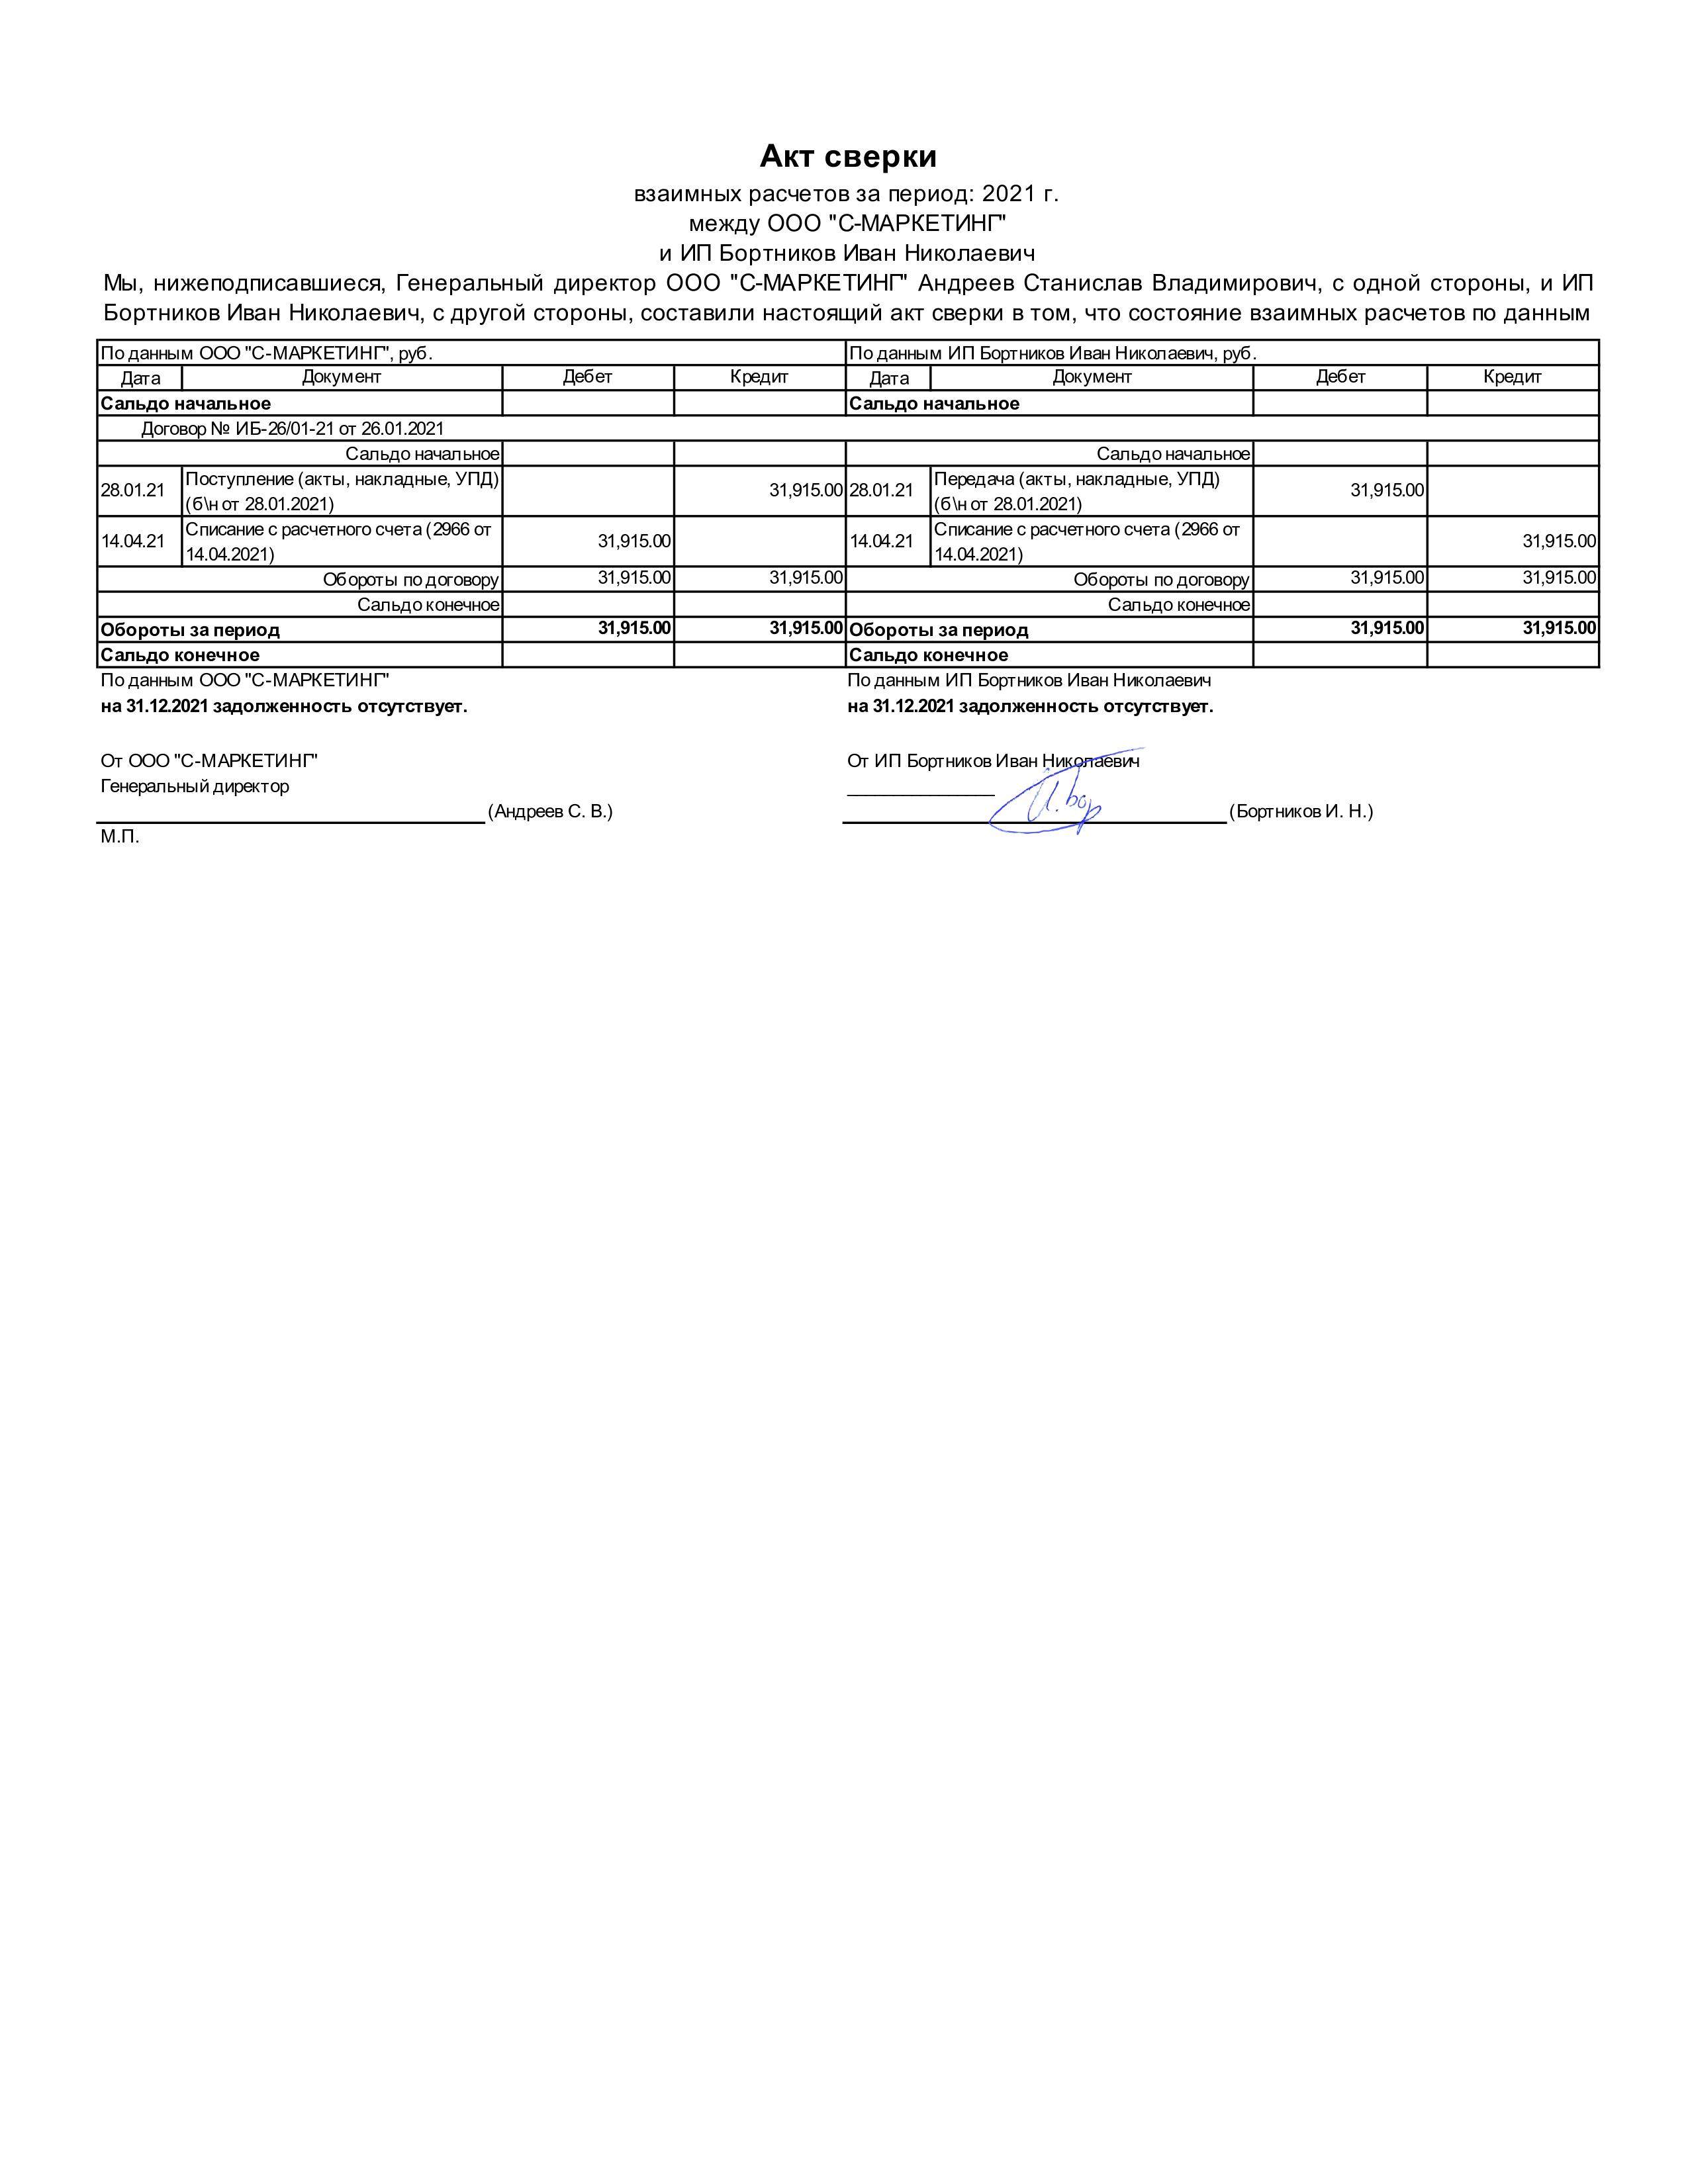 Акт сверки
взаимных расчетов за период: 2021 г.
между ООО "С-МАРКЕТИНГ"
и ИП Бортников Иван Николаевич
Мы, нижеподписавшиеся, Генеральный директор ООО "С-МАРКЕТИНГ" Андреев Станислав Владимирович, с одной стороны, и ИП
Бортников Иван Николаевич, с другой стороны, составили настоящий акт сверки в том, что состояние взаимных расчетов по данным
По данным ООО "С-МАРКЕТИНГ", руб. По данным ИП Бортников Иван Николаевич, руб.
Дата Документ Дебет Кредит Дата Документ Дебет Кредит
Сальдо начальное Сальдо начальное
Договор № ИБ-26/01-21 от 26.01.2021
Сальдо начальное Сальдо начальное
28.01.21 Поступление (акты, накладные, УПД) (б\н от 28.01.2021) 31,915.00 28.01.21 Передача (акты, накладные, УПД) (б\н от 28.01.2021) 31,915.00
14.04.21 Списание с расчетного счета (2966 от 14.04.2021) 31,915.00 14.04.21 Списание с расчетного счета (2966 от 14.04.2021) 31,915.00
Обороты по договору 31,915.00 31,915.00 Обороты по договору 31,915.00 31,915.00
Сальдо конечное Сальдо конечное
Обороты за период 31,915.00 31,915.00 Обороты за период 31,915.00 31,915.00
Сальдо конечное Сальдо конечное
По данным ООО "С-МАРКЕТИНГ" По данным ИП Бортников Иван Николаевич
на 31.12.2021 задолженность отсутствует. на 31.12.2021 задолженность отсутствует.
От ООО "С-МАРКЕТИНГ" От ИП Бортников Иван Николаевич
Генеральный директор
(Андреев С. В.) И.Бор (Бортников И. Н.)
М.П.